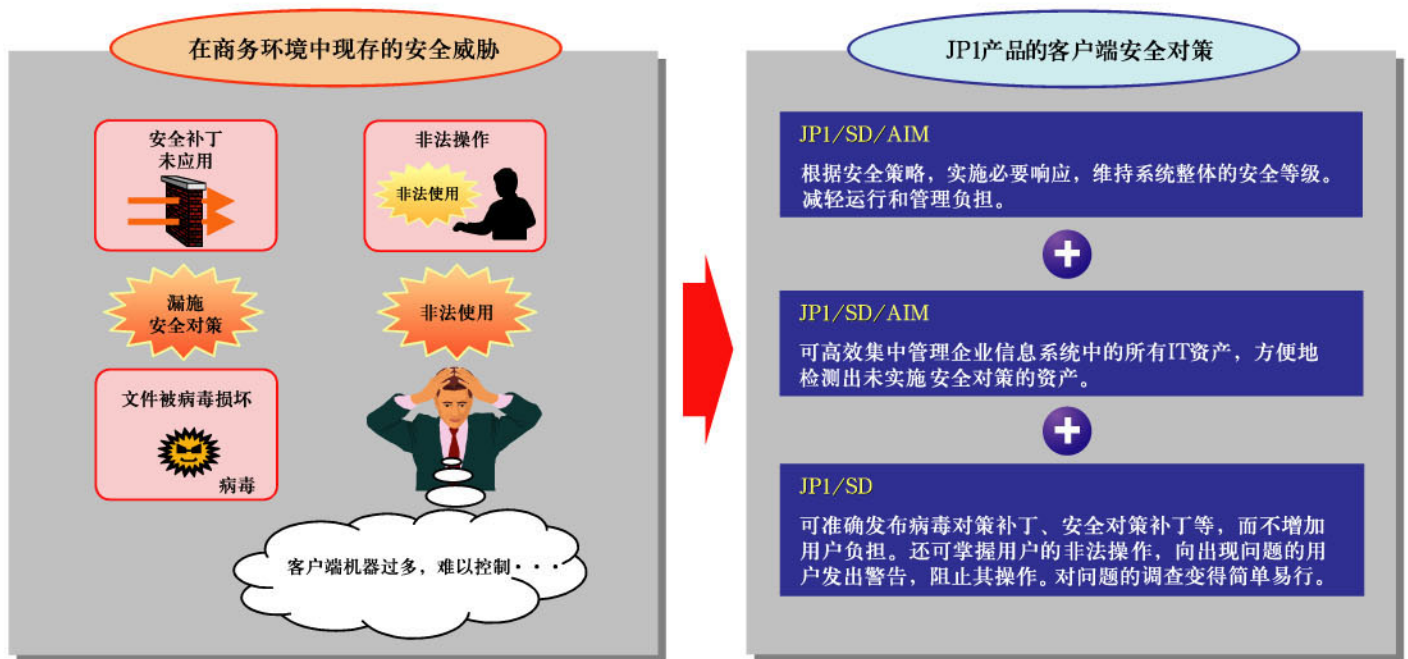 在商务环境中现存的安全威胁
安全补丁
未应用
非法操作
非法使用
漏施
安全对策
非法使用
文件被病毒损坏
病毒
客户端机器过多，难以控制・・・
JP1产品的客户端安全对策
JP1/SD/AIM
根据安全策略，实施必要响应，维持系统整体的安全等级。
减轻运行和管理负担。
JP1/SD/AIM
可高效集中管理企业信息系统中的所有IT资产，方便地
检测出未实施安全对策的资产。
JP1/SD
可准确发布病毒对策补丁、安全对策补丁等，而不增加
用户负担。还可掌握用户的非法操作，向出现问题的用
户发出警告，阻止其操作。对问题的调查变得简单易行。